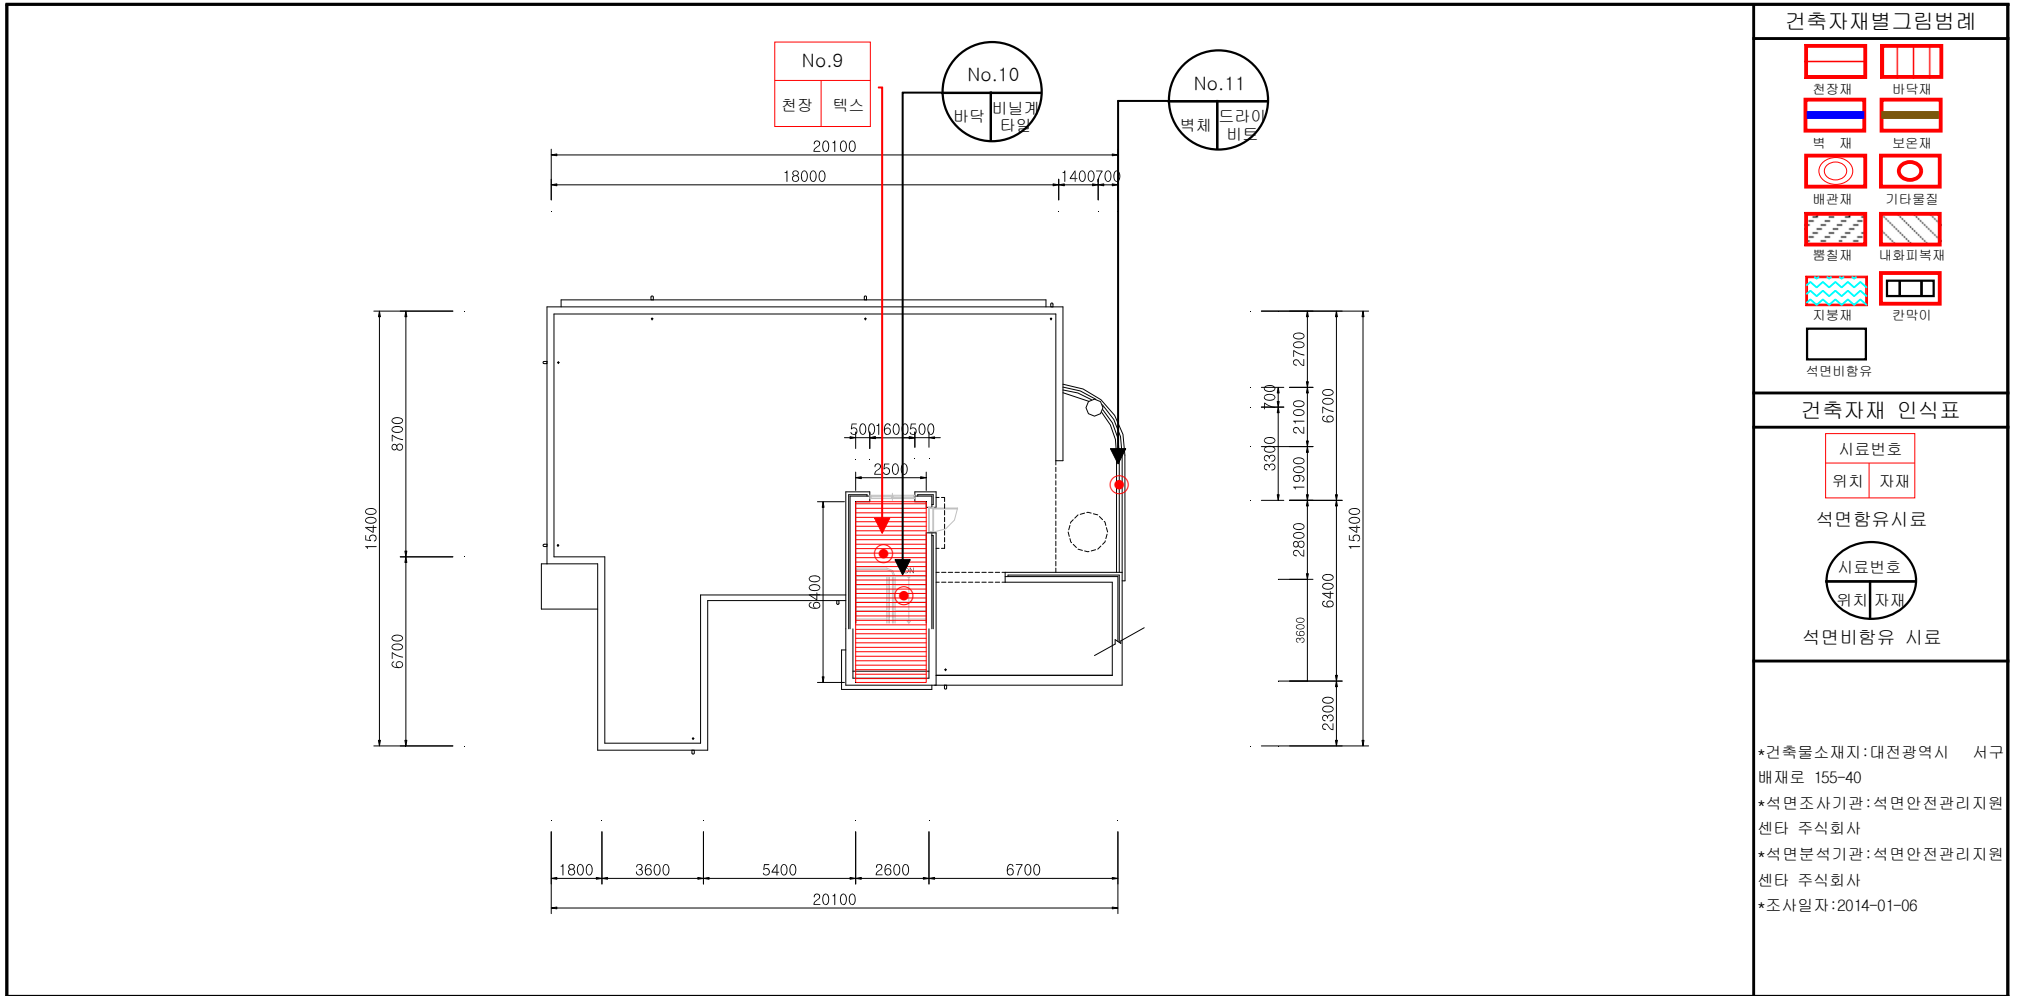 No.9
천장 텍스
No.10
바닥 비닐계
타일
No.11
벽체 드라이
비트
20100
18000 1400 700
500 1600 500
2500
6400
15400
8700
6700
700
3300
2700
2100
1900
2800
3600
6700
6400
2300
15400
1800 3600 5400 2600 6700
20100
건축자재별그림범례
천장재 바닥재
벽 재 보온재
배관재 기타물질
뿜칠재 내화피복재
지붕재 칸막이
석면비함유
건축자재 인식표
시료번호
위치 자재
석면함유시료
시료번호
위치 자재
석면비함유 시료
*건축물소재지:대전광역시 서구
배재로 155-40
*석면조사기관:석면안전관리지원
센타 주식회사
*석면분석기관:석면안전관리지원
센타 주식회사
*조사일자:2014-01-06